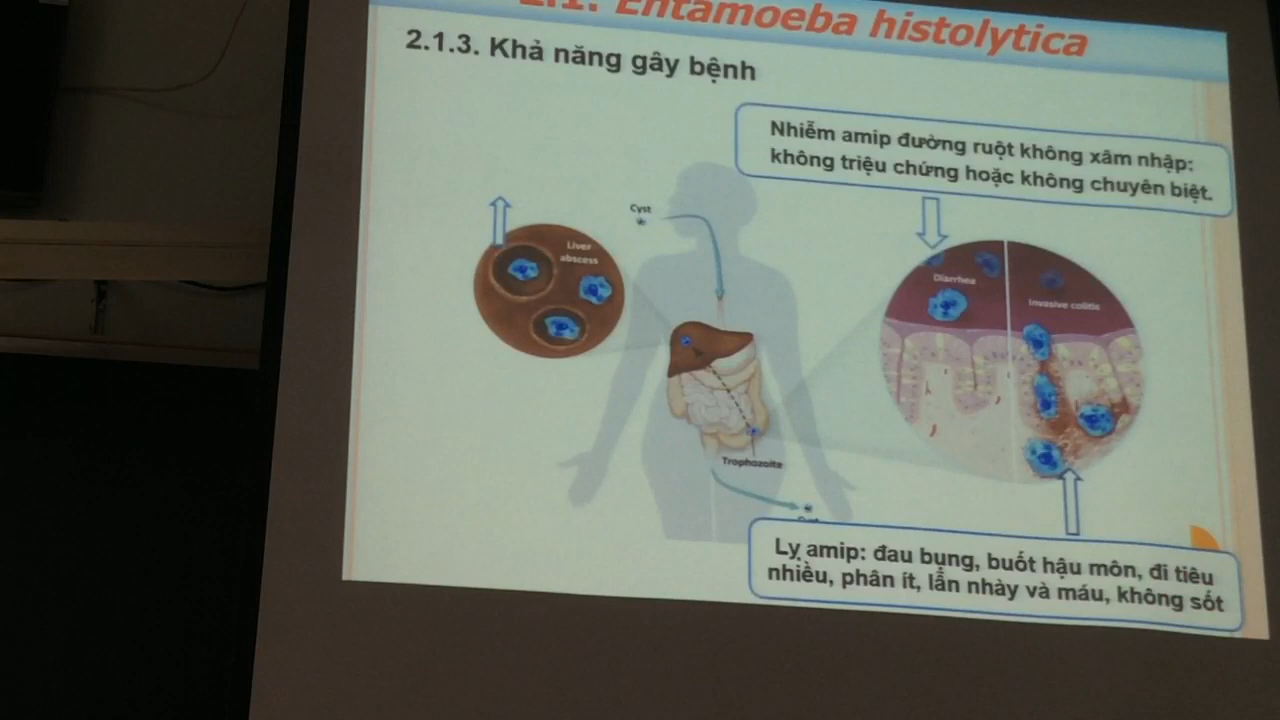 2.1. Entamoeba histolytica
2.1.3. Khả năng gây bệnh
Nhiễm amip đường ruột không xâm nhập:
không triệu chứng hoặc không chuyên biệt.
Cyst
Liver
abscess
Diarrhea
Invasive colitis
Trophozoite
Cyst
Lỵ amip: đau bụng, buốt hậu môn, đi tiêu
nhiều, phân ít, lẫn nhày và máu, không sốt